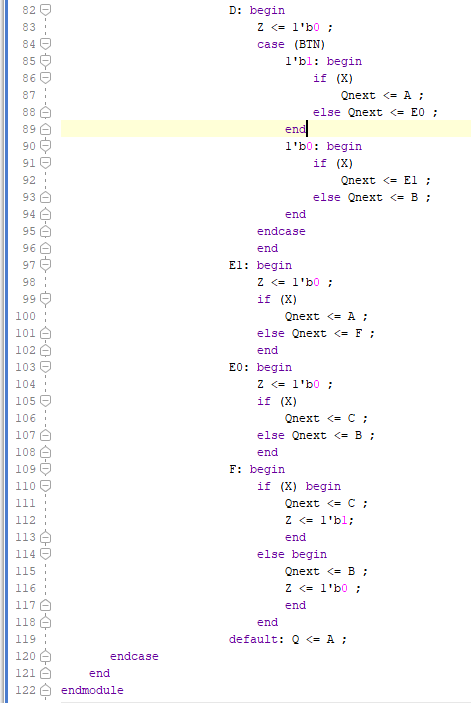 82 D: begin
83 Z <= 1'b0 ;
84 case (BTN)
85 1'b1: begin
86 if (X)
87 Qnext <= A ;
88 else Qnext <= E0 ;
89 end
90 1'b0: begin
91 if (X)
92 Qnext <= E1 ;
93 else Qnext <= B ;
94 end
95 endcase
96 end
97 E1: begin
98 Z <= 1'b0 ;
99 if (X)
100 Qnext <= A ;
101 else Qnext <= F ;
102 end
103 E0: begin
104 Z <= 1'b0 ;
105 if (X)
106 Qnext <= C ;
107 else Qnext <= B ;
108 end
109 F: begin
110 if (X) begin
111 Qnext <= C ;
112 Z <= 1'b1;
113 end
114 else begin
115 Qnext <= B ;
116 Z <= 1'b0 ;
117 end
118 end
119 default: Q <= A ;
120 endcase
121 end
122 endmodule